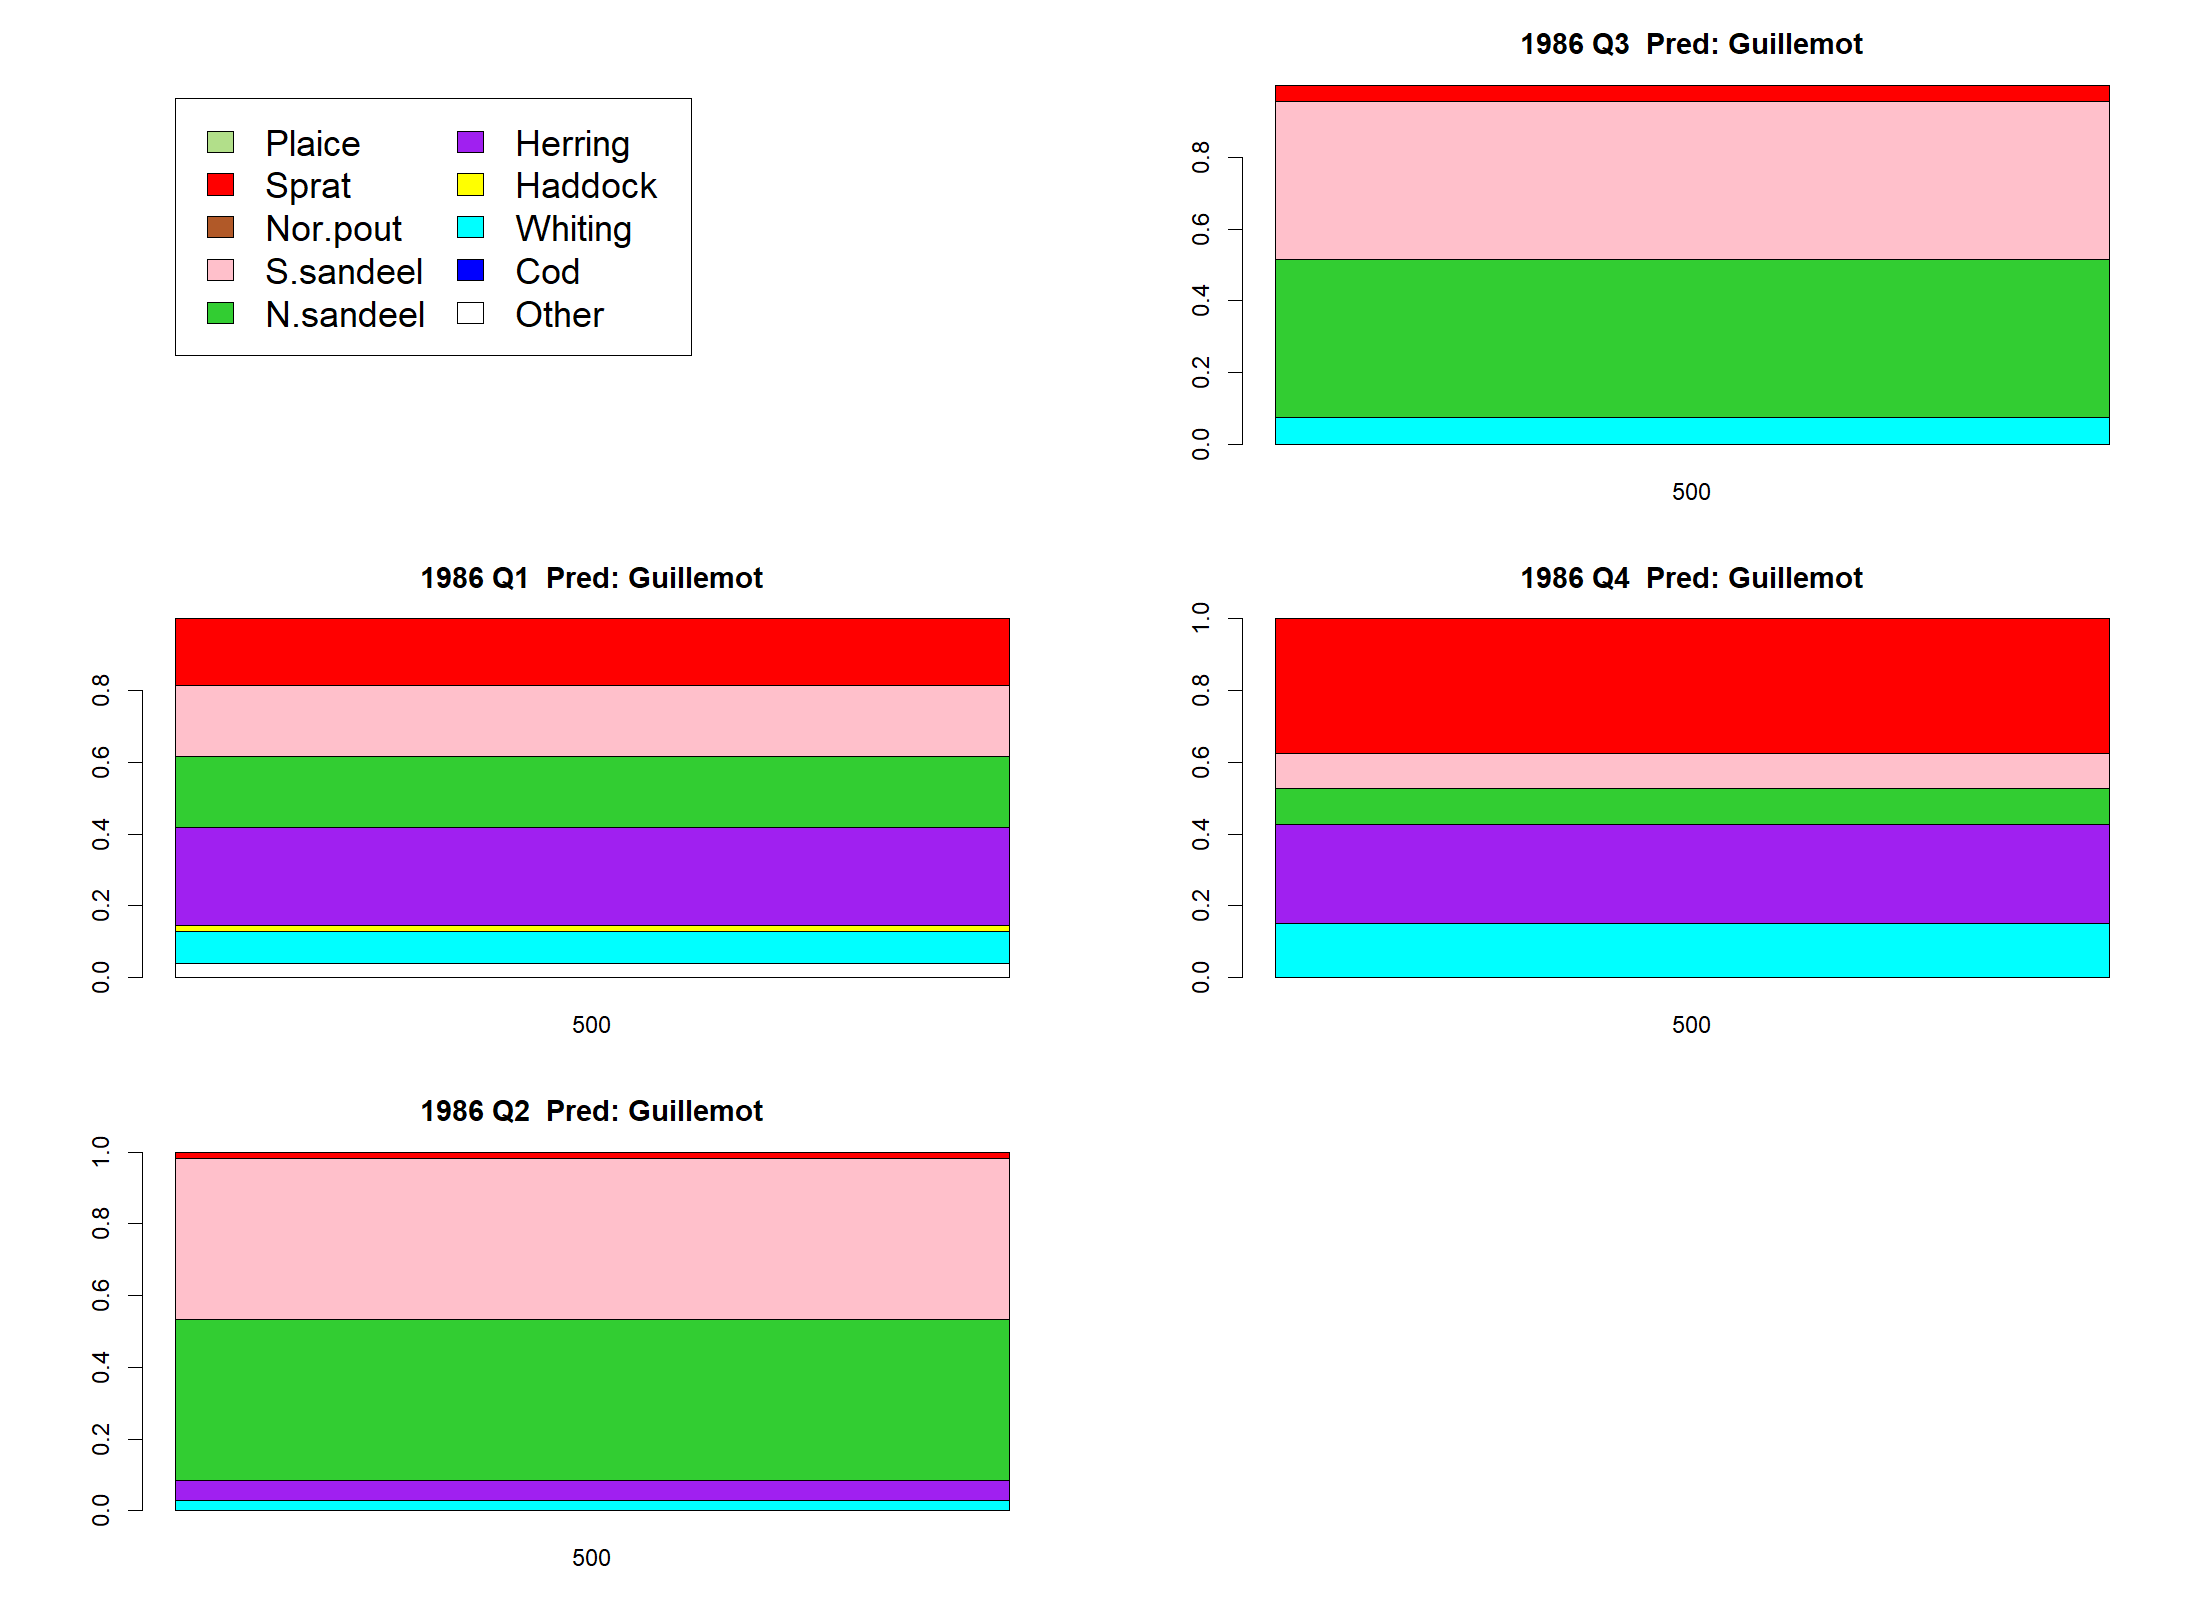 Plaice
Sprat
Nor.pout
S.sandeel
N.sandeel
Herring
Haddock
Whiting
Cod
Other
1986 Q1  Pred: Guillemot
0.0 0.2 0.4 0.6 0.8
500
1986 Q2  Pred: Guillemot
0.0 0.2 0.4 0.6 0.8 1.0
500
1986 Q3  Pred: Guillemot
0.0 0.2 0.4 0.6 0.8
500
1986 Q4  Pred: Guillemot
0.0 0.2 0.4 0.6 0.8 1.0
500